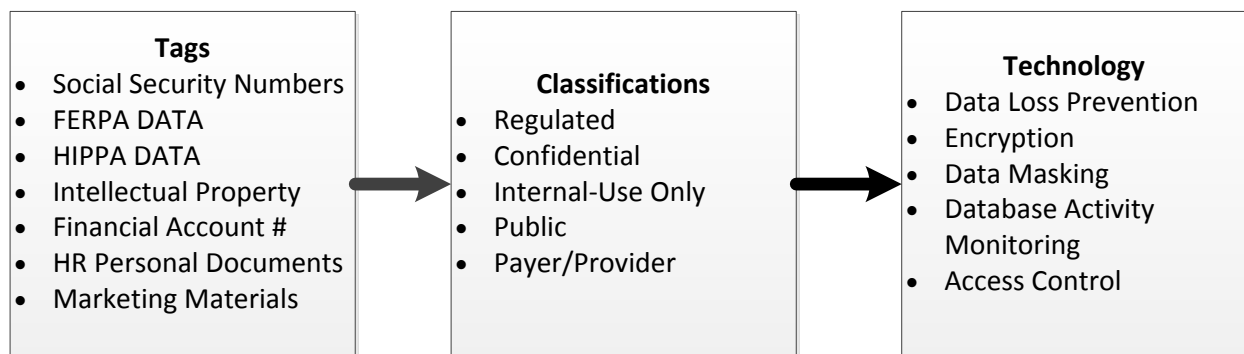 Tags
• Social Security Numbers
• FERPA DATA
• HIPPA DATA
• Intellectual Property
• Financial Account #
• HR Personal Documents
• Marketing Materials
Classifications
• Regulated
• Confidential
• Internal-Use Only
• Public
• Payer/Provider
Technology
• Data Loss Prevention
• Encryption
• Data Masking
• Database Activity
Monitoring
• Access Control